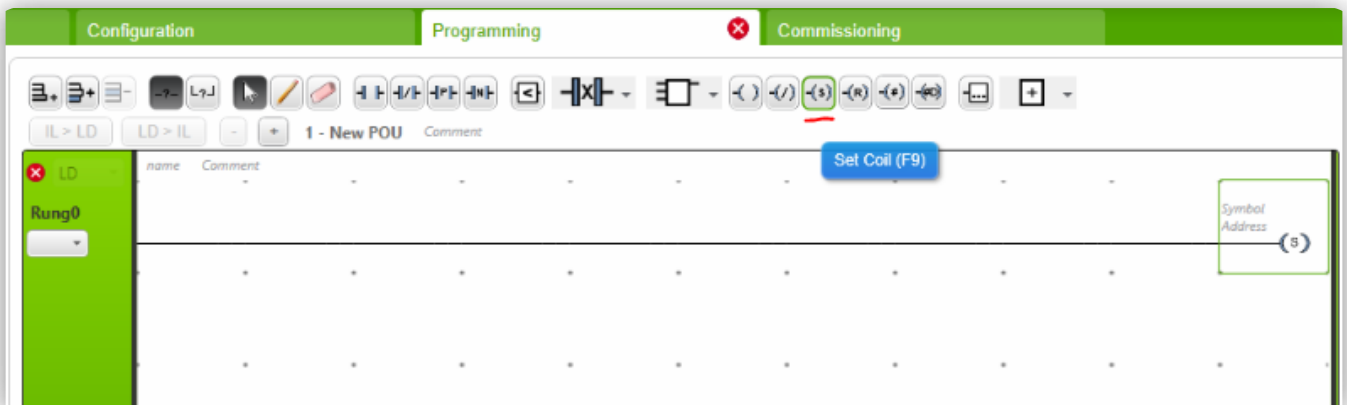 Configuration Programming Commissioning
IL > LD LD > IL - + 1 - New POU Comment
Set Coil (F9)
LD name Comment
Rung0
Symbol
Address
(S)